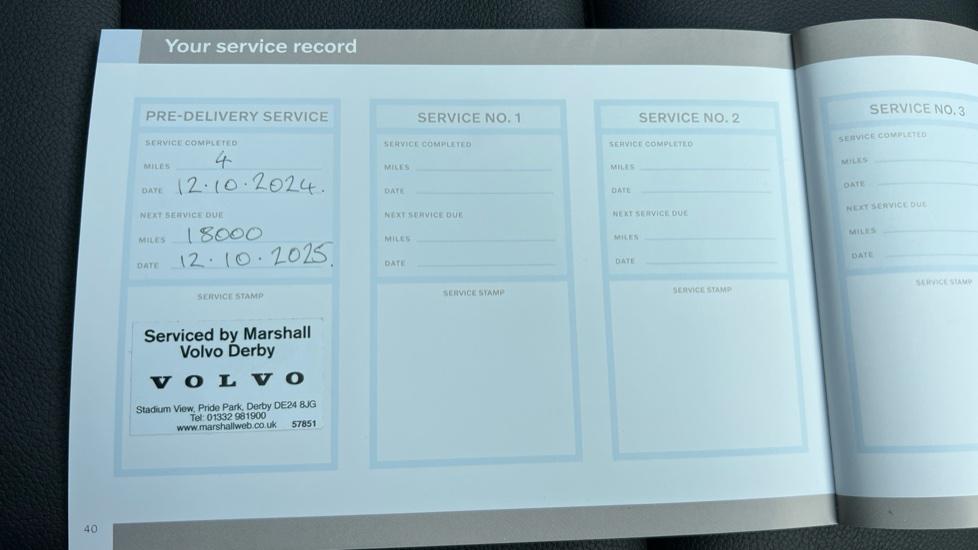 Your service record
PRE-DELIVERY SERVICE
SERVICE COMPLETED
MILES 4
DATE 12.10.2024.
NEXT SERVICE DUE
MILES 18000
DATE 12.10.2025.
SERVICE STAMP
Serviced by Marshall
Volvo Derby
VOLVO
Stadium View, Pride Park, Derby DE24 8JG
Tel: 01332 981900
www.marshallweb.co.uk 57851
SERVICE NO. 1
SERVICE COMPLETED
MILES
DATE
NEXT SERVICE DUE
MILES
DATE
SERVICE STAMP
SERVICE NO. 2
SERVICE COMPLETED
MILES
DATE
NEXT SERVICE DUE
MILES
DATE
SERVICE STAMP
SERVICE NO. 3
SERVICE COMPLETED
MILES
DATE
NEXT SERVICE DUE
MILES
DATE
SERVICE STAMP
40